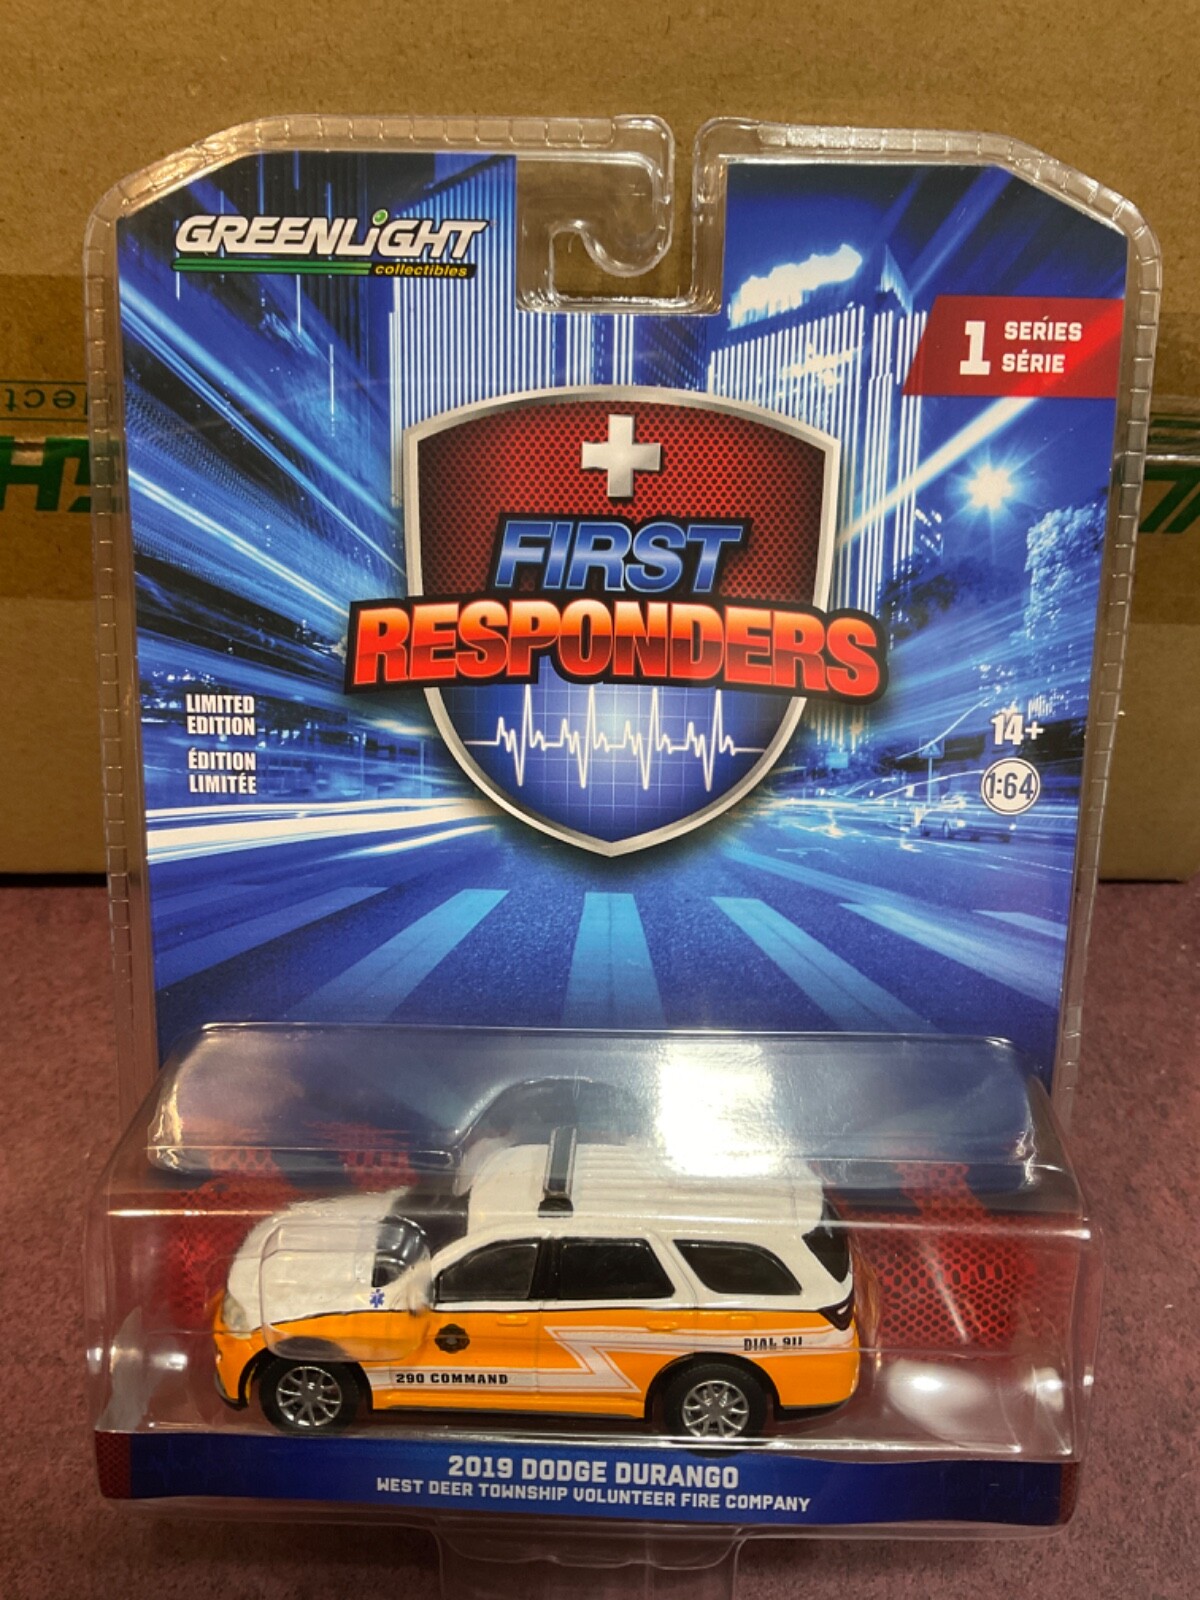 GREENLiGHT
collectibles
1 SERIES
SÉRIE
FIRST
RESPONDERS
LIMITED
EDITION
ÉDITION
LIMITÉE
14+
1:64
DIAL 911
290 COMMAND
2019 DODGE DURANGO
WEST DEER TOWNSHIP VOLUNTEER FIRE COMPANY